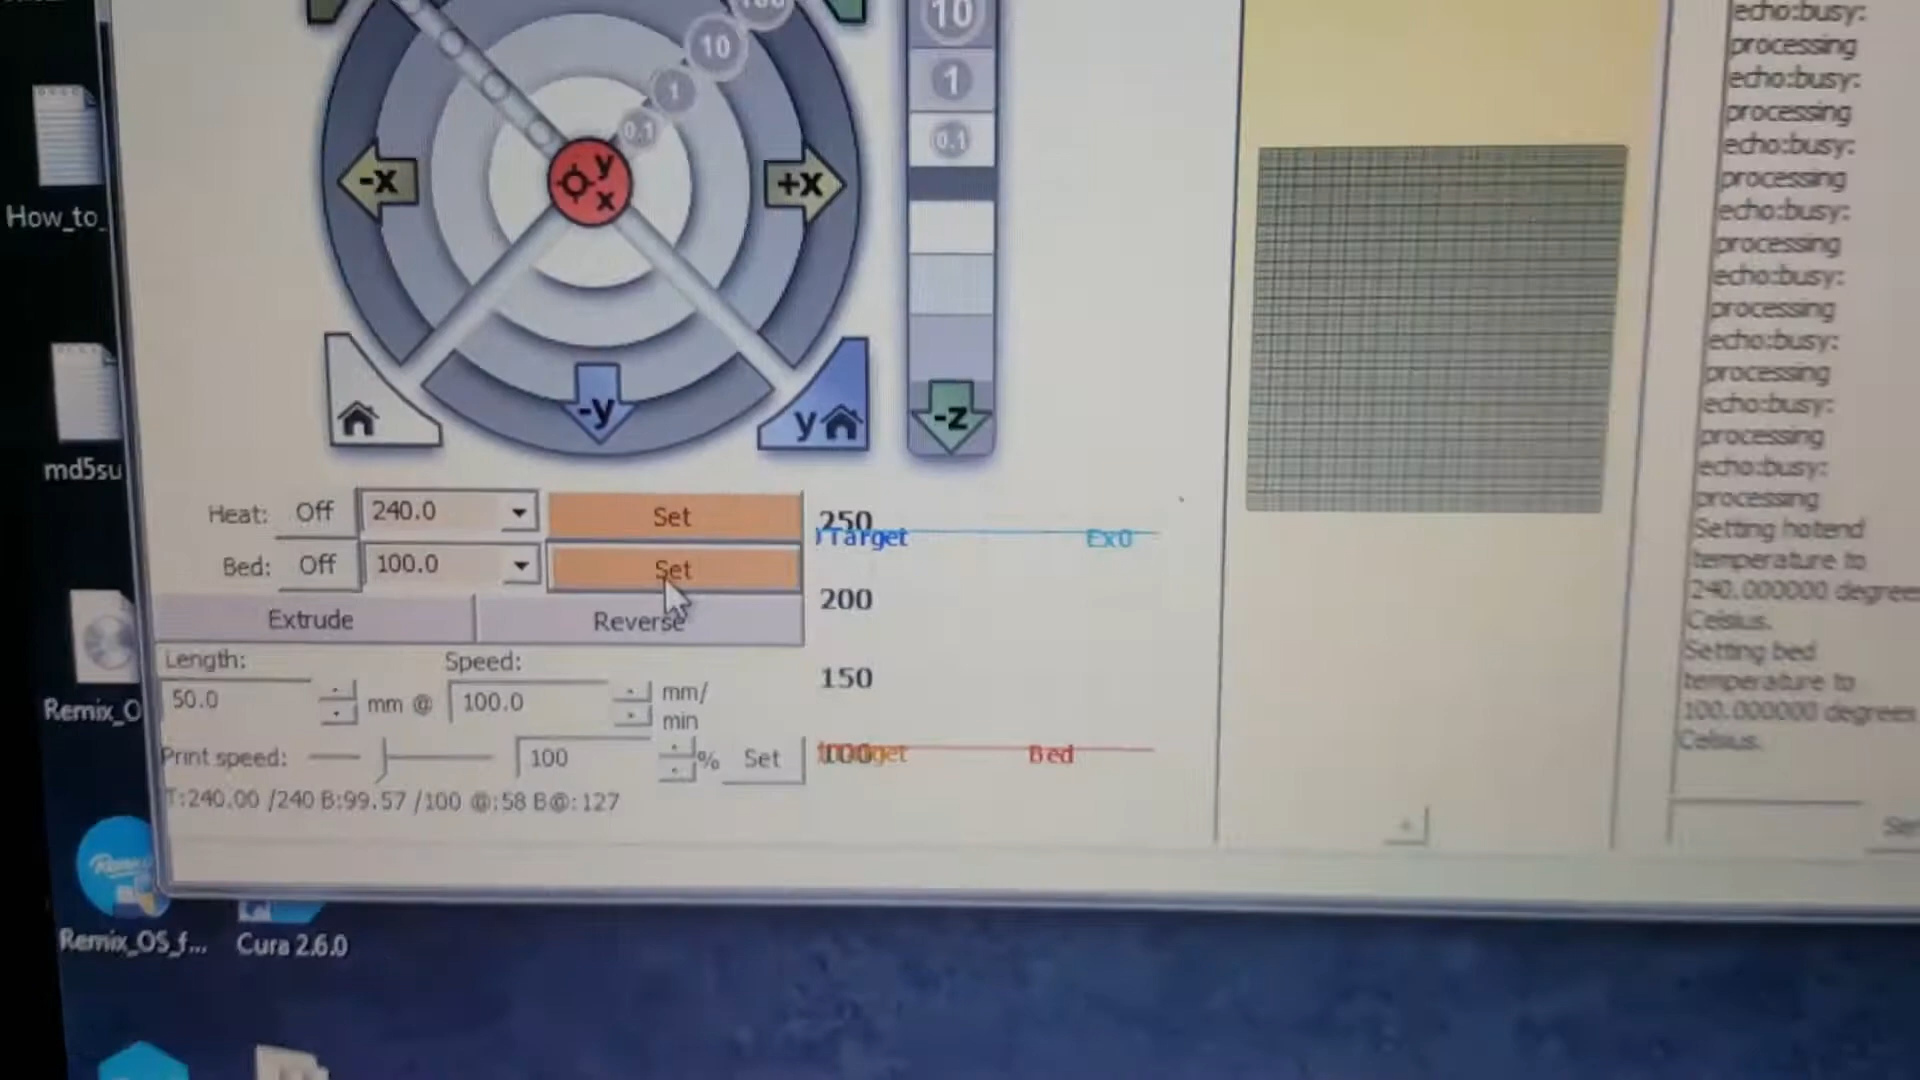 100
10
1
0.1
-x
y
x
+x
-y
y
10
1
0.1
-z
Heat: Off 240.0 Set
Bed: Off 100.0 Set
Extrude Reverse
Length: Speed:
50.0 mm @ 100.0 mm/
min
Print speed: 100 % Set
T:240.00 /240 B:99.57 /100 @:58 B@:127
250
Target Ex0
200
150
100
Bed
echo:busy:
processing
echo:busy:
processing
echo:busy:
processing
echo:busy:
processing
echo:busy:
processing
echo:busy:
processing
echo:busy:
processing
echo:busy:
processing
Setting hotend
temperature to
240.000000 degrees
Celsius.
Setting bed
temperature to
100.000000 degrees
Celsius.
How_to_
md5su
Remix_O
Remix_OS_f...
Cura 2.6.0